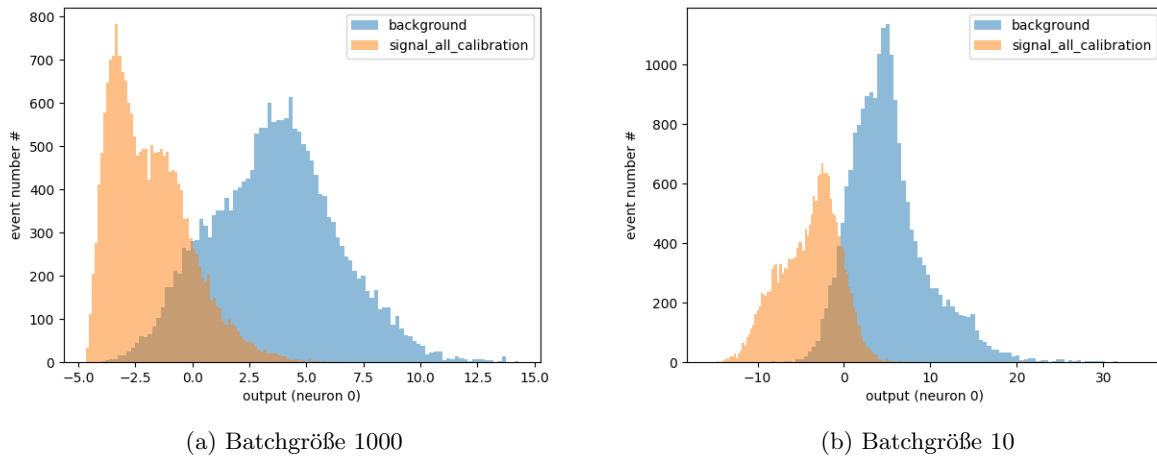 background
signal_all_calibration
800
700
600
500
400
300
200
100
0
event number #
-5.0 -2.5 0.0 2.5 5.0 7.5 10.0 12.5 15.0
output (neuron 0)
(a) Batchgröße 1000
background
signal_all_calibration
1000
800
600
400
200
0
event number #
−10 0 10 20 30
output (neuron 0)
(b) Batchgröße 10